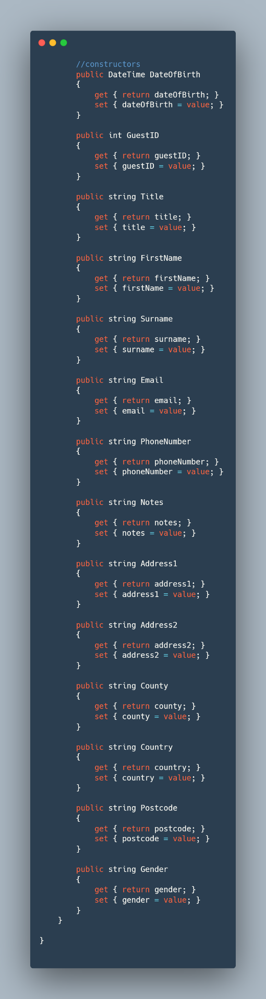 //constructors
public DateTime DateOfBirth
{
get { return dateOfBirth; }
set { dateOfBirth = value; }
}
public int GuestID
{
get { return guestID; }
set { guestID = value; }
}
public string Title
{
get { return title; }
set { title = value; }
}
public string FirstName
{
get { return firstName; }
set { firstName = value; }
}
public string Surname
{
get { return surname; }
set { surname = value; }
}
public string Email
{
get { return email; }
set { email = value; }
}
public string PhoneNumber
{
get { return phoneNumber; }
set { phoneNumber = value; }
}
public string Notes
{
get { return notes; }
set { notes = value; }
}
public string Address1
{
get { return address1; }
set { address1 = value; }
}
public string Address2
{
get { return address2; }
set { address2 = value; }
}
public string County
{
get { return county; }
set { county = value; }
}
public string Country
{
get { return country; }
set { country = value; }
}
public string Postcode
{
get { return postcode; }
set { postcode = value; }
}
public string Gender
{
get { return gender; }
set { gender = value; }
}
}
}